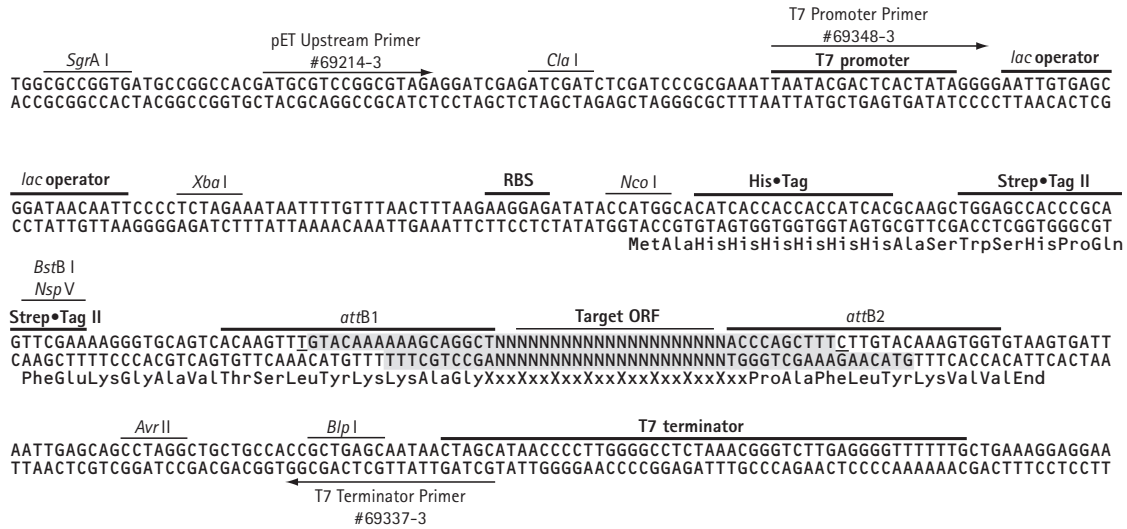 T7 Promoter Primer
pET Upstream Primer #69348-3
SgrA I #69214-3 Cla I T7 promoter lac operator
TGGCGCCGGTGATGCCGGCCACGATGCGTCCGGCGTAGAGGATCGAGATCGATCTCGATCCCGCGAAATTAATACGACTCACTATAGGGGAATTGTGAGC
ACCGCGGCCACTACGGCCGGTGCTACGCAGGCCGCATCTCCTAGCTCTAGCTAGAGCTAGGGCGCTTTAATTATGCTGAGTGATATCCCCTTAACACTCG
lac operator Xba I RBS Nco I His•Tag Strep•Tag II
GGATAACAATTCCCCTCTAGAAATAATTTTGTTTAACTTTAAGAAGGAGATATACCATGGCACATCACCACCACCATCACGCAAGCTGGAGCCACCCGCA
CCTATTGTTAAGGGGAGATCTTTATTAAAACAAATTGAAATTCTTCCTCTATATGGTACCGTGTAGTGGTGGTGGTAGTGCGTTCGACCTCGGTGGGCGT
MetAlaHisHisHisHisHisHisAlaSerTrpSerHisProGln
BstB I
Nsp V
Strep•Tag II attB1 Target ORF attB2
GTTCGAAAAGGGTGCAGTCACAAGTTTGTACAAAAAAGCAGGCTNNNNNNNNNNNNNNNNNNNNNACCCAGCTTTCTTGTACAAAGTGGTGTAAGTGATT
CAAGCTTTTCCCACGTCAGTGTTCAAACATGTTTTTTCGTCCGANNNNNNNNNNNNNNNNNNNNNTGGGTCGAAAGAACATGTTTCACCACATTCACTAA
PheGluLysGlyAlaValThrSerLeuTyrLysLysAlaGlyXxxXxxXxxXxxXxxXxxXxxXxxProAlaPheLeuTyrLysValValEnd
Avr II Blp I T7 terminator
AATTGAGCAGCCTAGGCTGCTGCCACCGCTGAGCAATAACTAGCATAACCCCTTGGGGCCTCTAAACGGGTCTTGAGGGGTTTTTTGCTGAAAGGAGGAA
TTAACTCGTCGGATCCGACGACGGTGGCGACTCGTTATTGATCGTATTGGGGAACCCCGGAGATTTGCCCAGAACTCCCCAAAAAACGACTTTCCTCCTT
T7 Terminator Primer
#69337-3